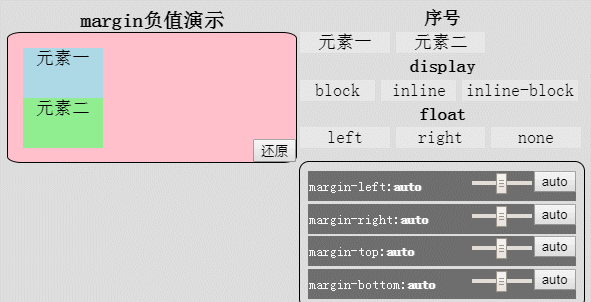 margin负值演示
元素一
元素二
还原
序号
元素一 元素二
display
block inline inline-block
float
left right none
margin-left:auto auto
margin-right:auto auto
margin-top:auto auto
margin-bottom:auto auto